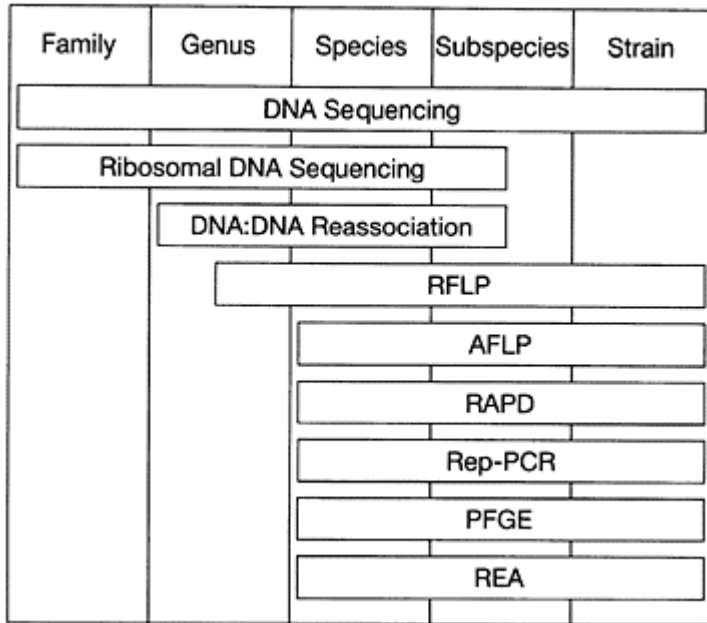 Family Genus Species Subspecies Strain
DNA Sequencing
Ribosomal DNA Sequencing
DNA:DNA Reassociation
RFLP
AFLP
RAPD
Rep-PCR
PFGE
REA